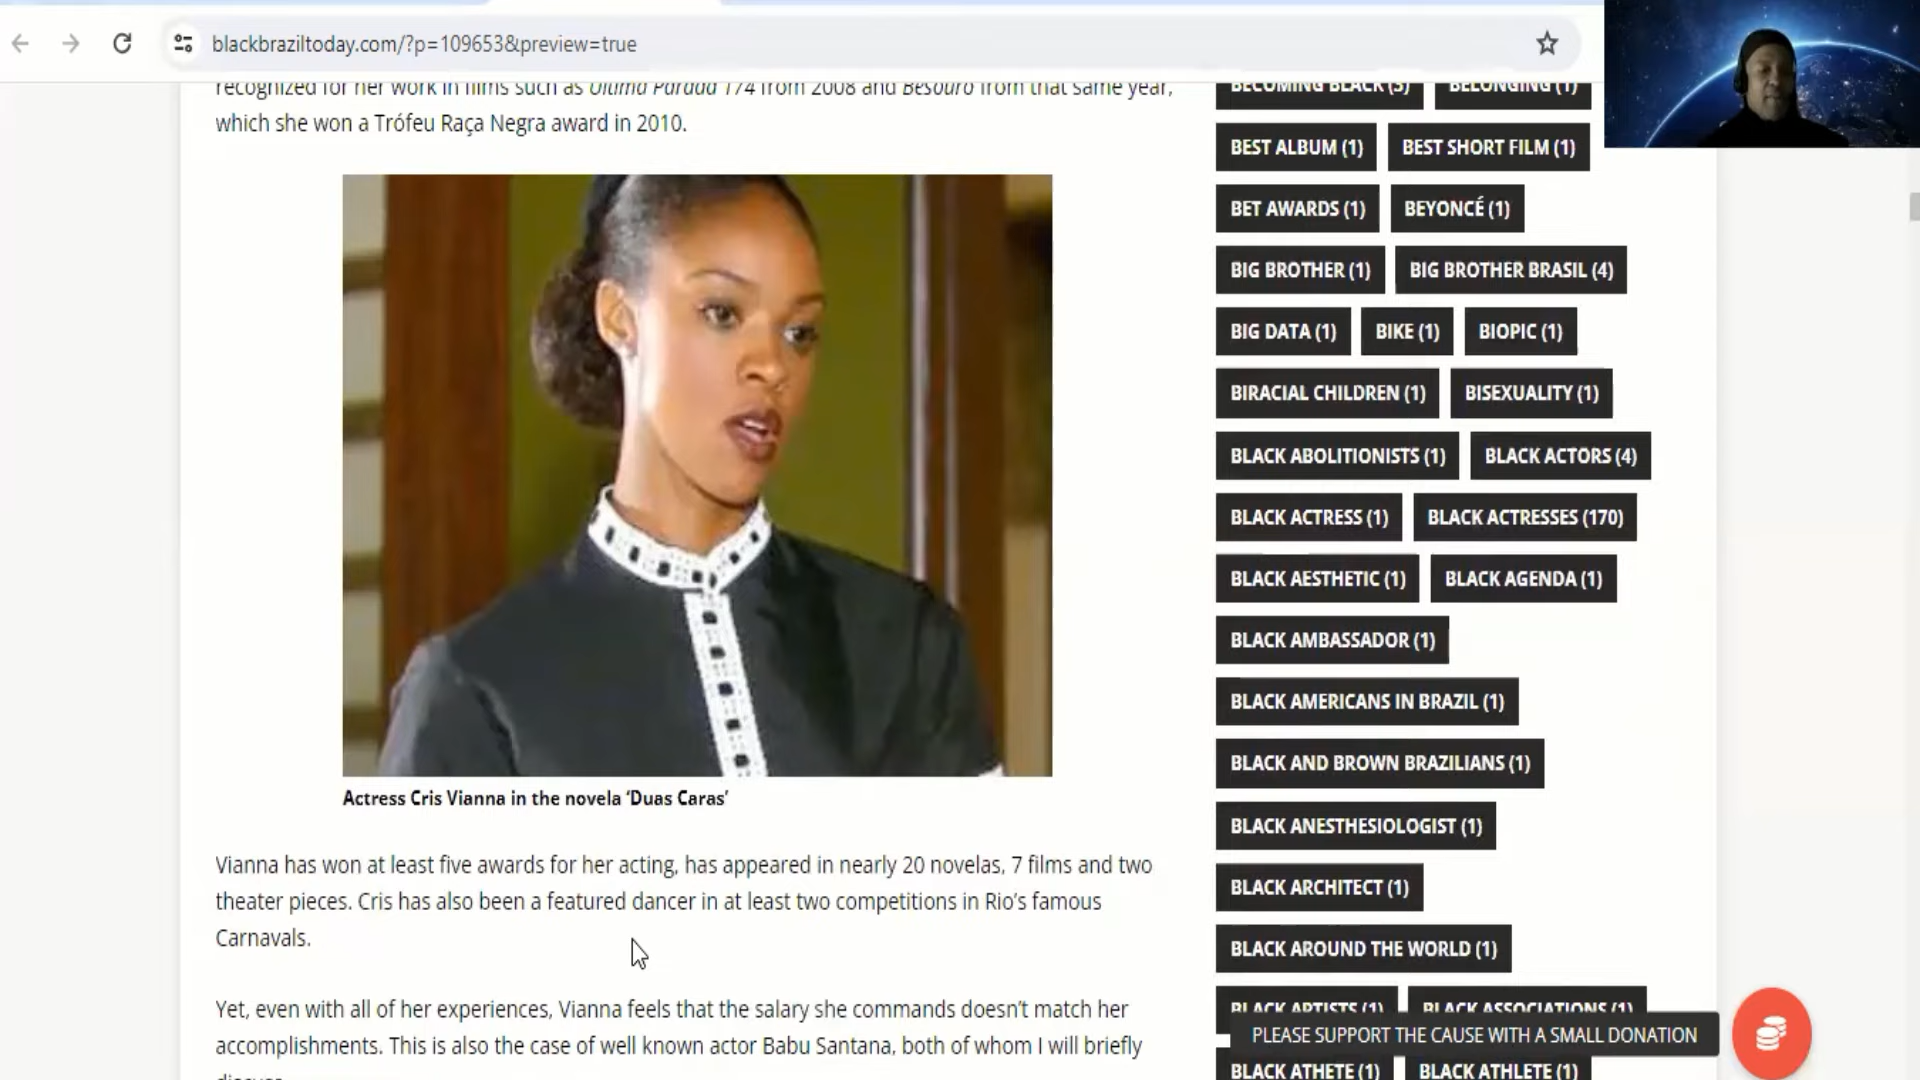 blackbraziltoday.com/?p=109653&preview=true
recognized for her work in films such as Última Parada 174 from 2008 and Besouro from that same year,
which she won a Trófeu Raça Negra award in 2010.
Actress Cris Vianna in the novela ‘Duas Caras’
Vianna has won at least five awards for her acting, has appeared in nearly 20 novelas, 7 films and two
theater pieces. Cris has also been a featured dancer in at least two competitions in Rio’s famous
Carnavals.
Yet, even with all of her experiences, Vianna feels that the salary she commands doesn’t match her
accomplishments. This is also the case of well known actor Babu Santana, both of whom I will briefly
BECOMING BLACK (3) BELONGING (1)
BEST ALBUM (1) BEST SHORT FILM (1)
BET AWARDS (1) BEYONCÉ (1)
BIG BROTHER (1) BIG BROTHER BRASIL (4)
BIG DATA (1) BIKE (1) BIOPIC (1)
BIRACIAL CHILDREN (1) BISEXUALITY (1)
BLACK ABOLITIONISTS (1) BLACK ACTORS (4)
BLACK ACTRESS (1) BLACK ACTRESSES (170)
BLACK AESTHETIC (1) BLACK AGENDA (1)
BLACK AMBASSADOR (1)
BLACK AMERICANS IN BRAZIL (1)
BLACK AND BROWN BRAZILIANS (1)
BLACK ANESTHESIOLOGIST (1)
BLACK ARCHITECT (1)
BLACK AROUND THE WORLD (1)
BLACK ARTISTS (1) BLACK ASSOCIATIONS (1)
PLEASE SUPPORT THE CAUSE WITH A SMALL DONATION
BLACK ATHETE (1) BLACK ATHLETE (1)